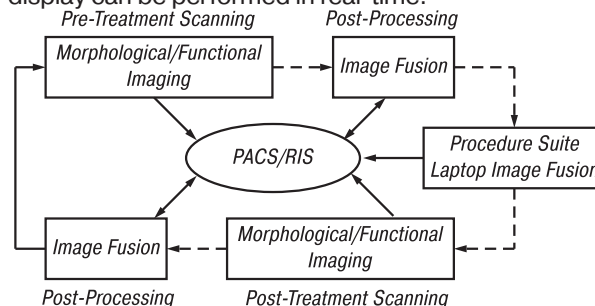 display can be performed in real-time.
Pre-Treatment Scanning
Post-Processing
Morphological/Functional
Imaging
Image Fusion
PACS/RIS
Procedure Suite
Laptop Image Fusion
Image Fusion
Morphological/Functional
Imaging
Post-Processing
Post-Treatment Scanning